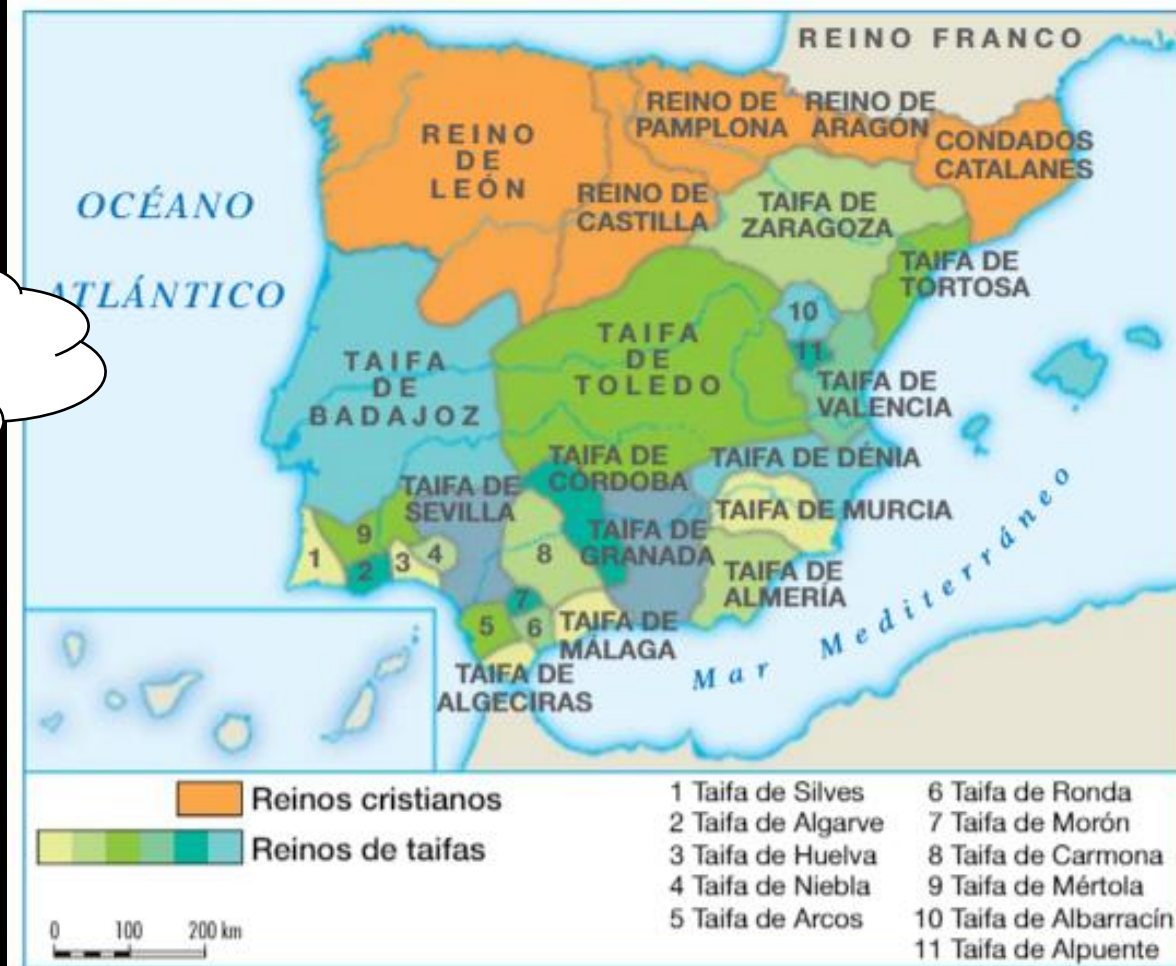 REINO FRANCO
REINO DE
PAMPLONA
REINO DE
ARAGÓN
CONDADOS
CATALANES
REINO
DE
LEÓN
REINO DE
CASTILLA
TAIFA DE
ZARAGOZA
OCÉANO
ATLÁNTICO
TAIFA DE
TORTOSA
10
11
TAIFA
DE
TOLEDO
TAIFA
DE
BADAJOZ
TAIFA DE
VALENCIA
TAIFA DE
CÓRDOBA
TAIFA DE DÉNIA
TAIFA DE
SEVILLA
TAIFA DE MURCIA
TAIFA DE
GRANADA
TAIFA DE
ALMERÍA
1
9
2
3
4
8
7
5
6
TAIFA DE
MÁLAGA
TAIFA DE
ALGECIRAS
Mar Mediterráneo
Reinos cristianos
Reinos de taifas
0 100 200 km
1 Taifa de Silves
2 Taifa de Algarve
3 Taifa de Huelva
4 Taifa de Niebla
5 Taifa de Arcos
6 Taifa de Ronda
7 Taifa de Morón
8 Taifa de Carmona
9 Taifa de Mértola
10 Taifa de Albarracín
11 Taifa de Alpuente